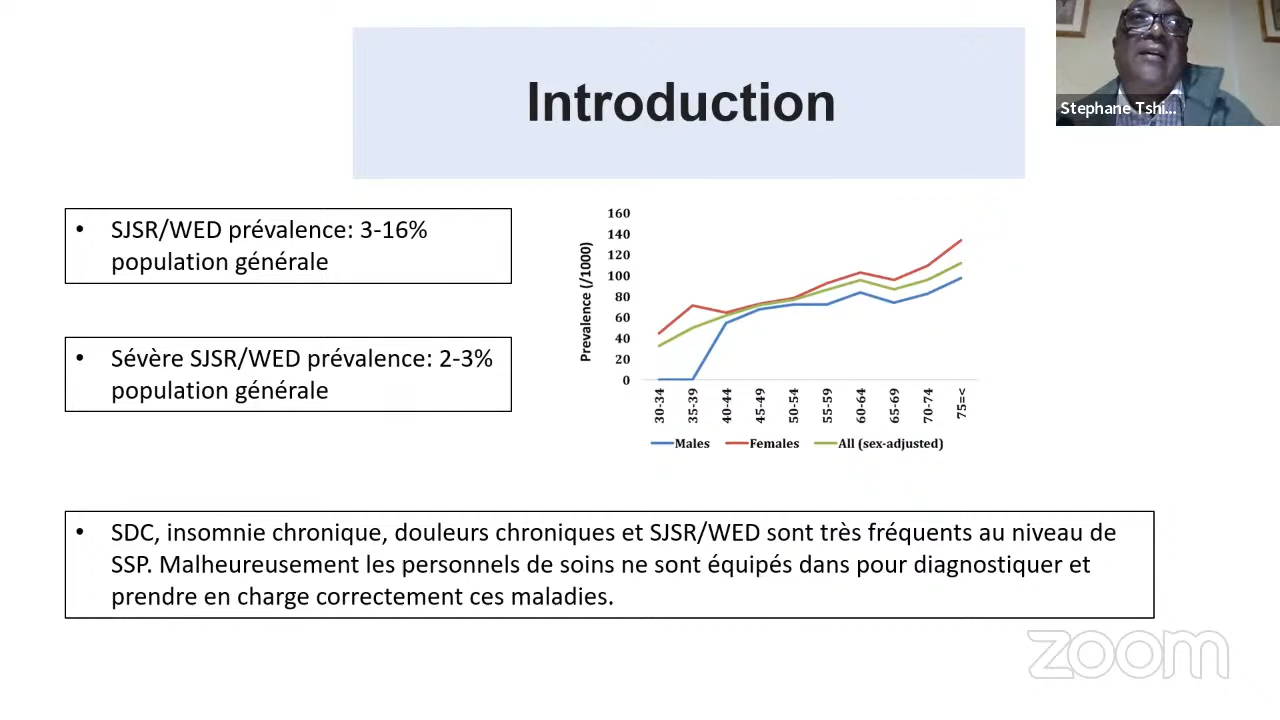 Introduction
Stephane Tshi...
• SJSR/WED prévalence: 3-16%
population générale
• Sévère SJSR/WED prévalence: 2-3%
population générale
Prevalence (/1000)
160
140
120
100
80
60
40
20
0
30-34
35-39
40-44
45-49
50-54
55-59
60-64
65-69
70-74
75=<
Males
Females
All (sex-adjusted)
• SDC, insomnie chronique, douleurs chroniques et SJSR/WED sont très fréquents au niveau de
SSP. Malheureusement les personnels de soins ne sont équipés dans pour diagnostiquer et
prendre en charge correctement ces maladies.
zoom